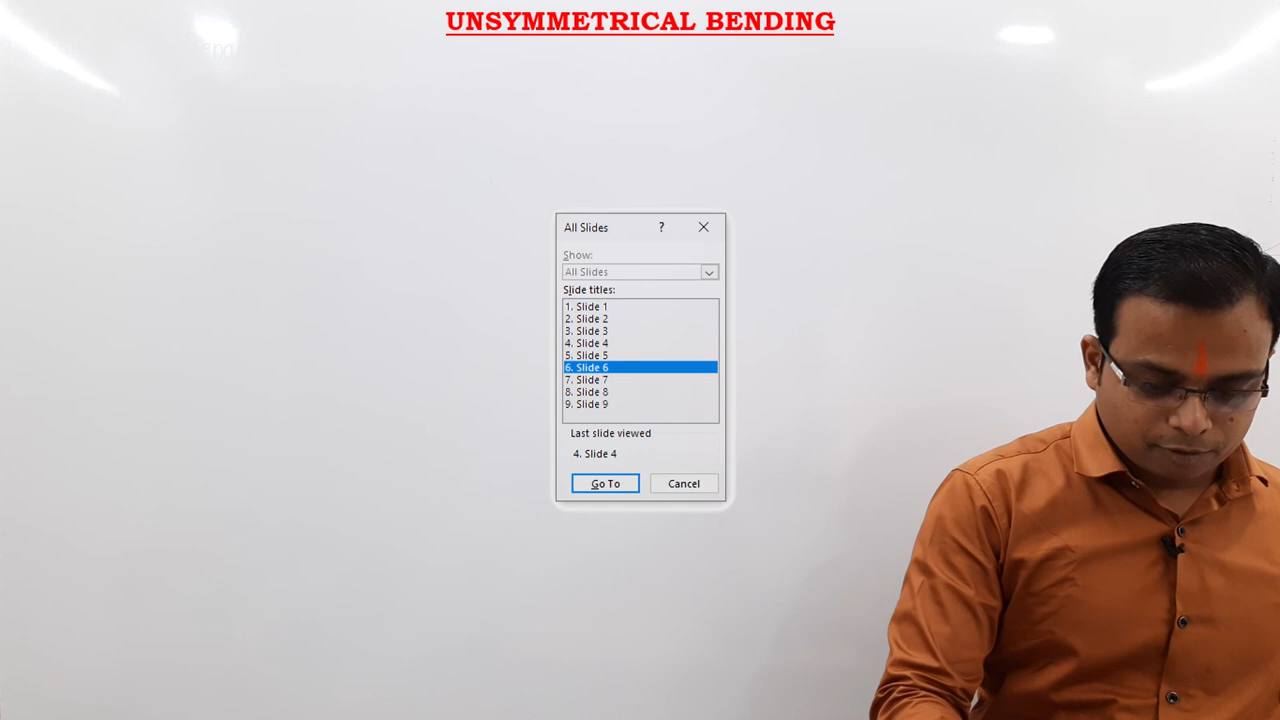 UNSYMMETRICAL BENDING
All Slides
?
Show:
All Slides
Slide titles:
1. Slide 1
2. Slide 2
3. Slide 3
4. Slide 4
5. Slide 5
6. Slide 6
7. Slide 7
8. Slide 8
9. Slide 9
Last slide viewed
4. Slide 4
Go To Cancel